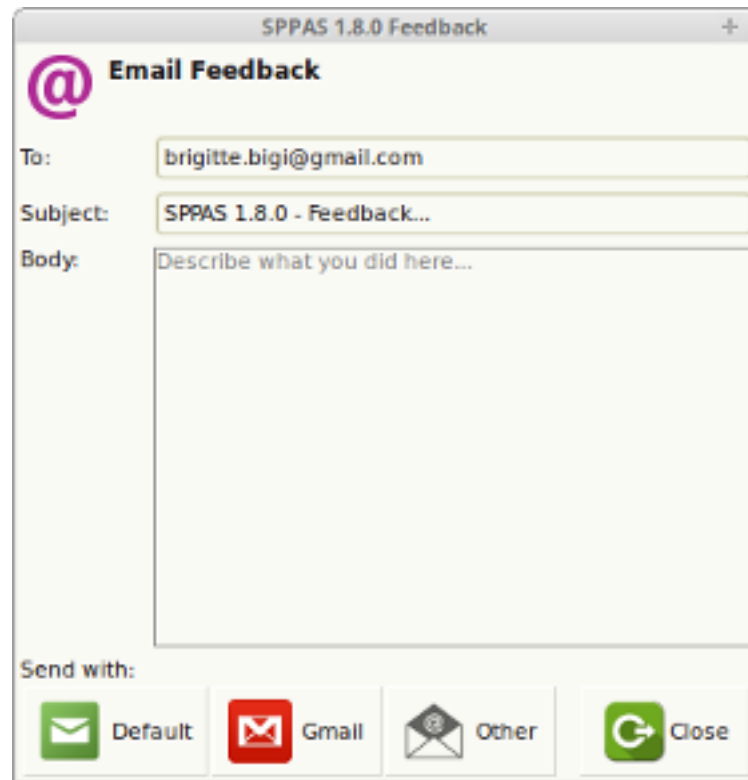 SPPAS 1.8.0 Feedback
@ Email Feedback
To: brigitte.bigi@gmail.com
Subject: SPPAS 1.8.0 - Feedback...
Body: Describe what you did here...
Send with:
Default Gmail @ Other Close